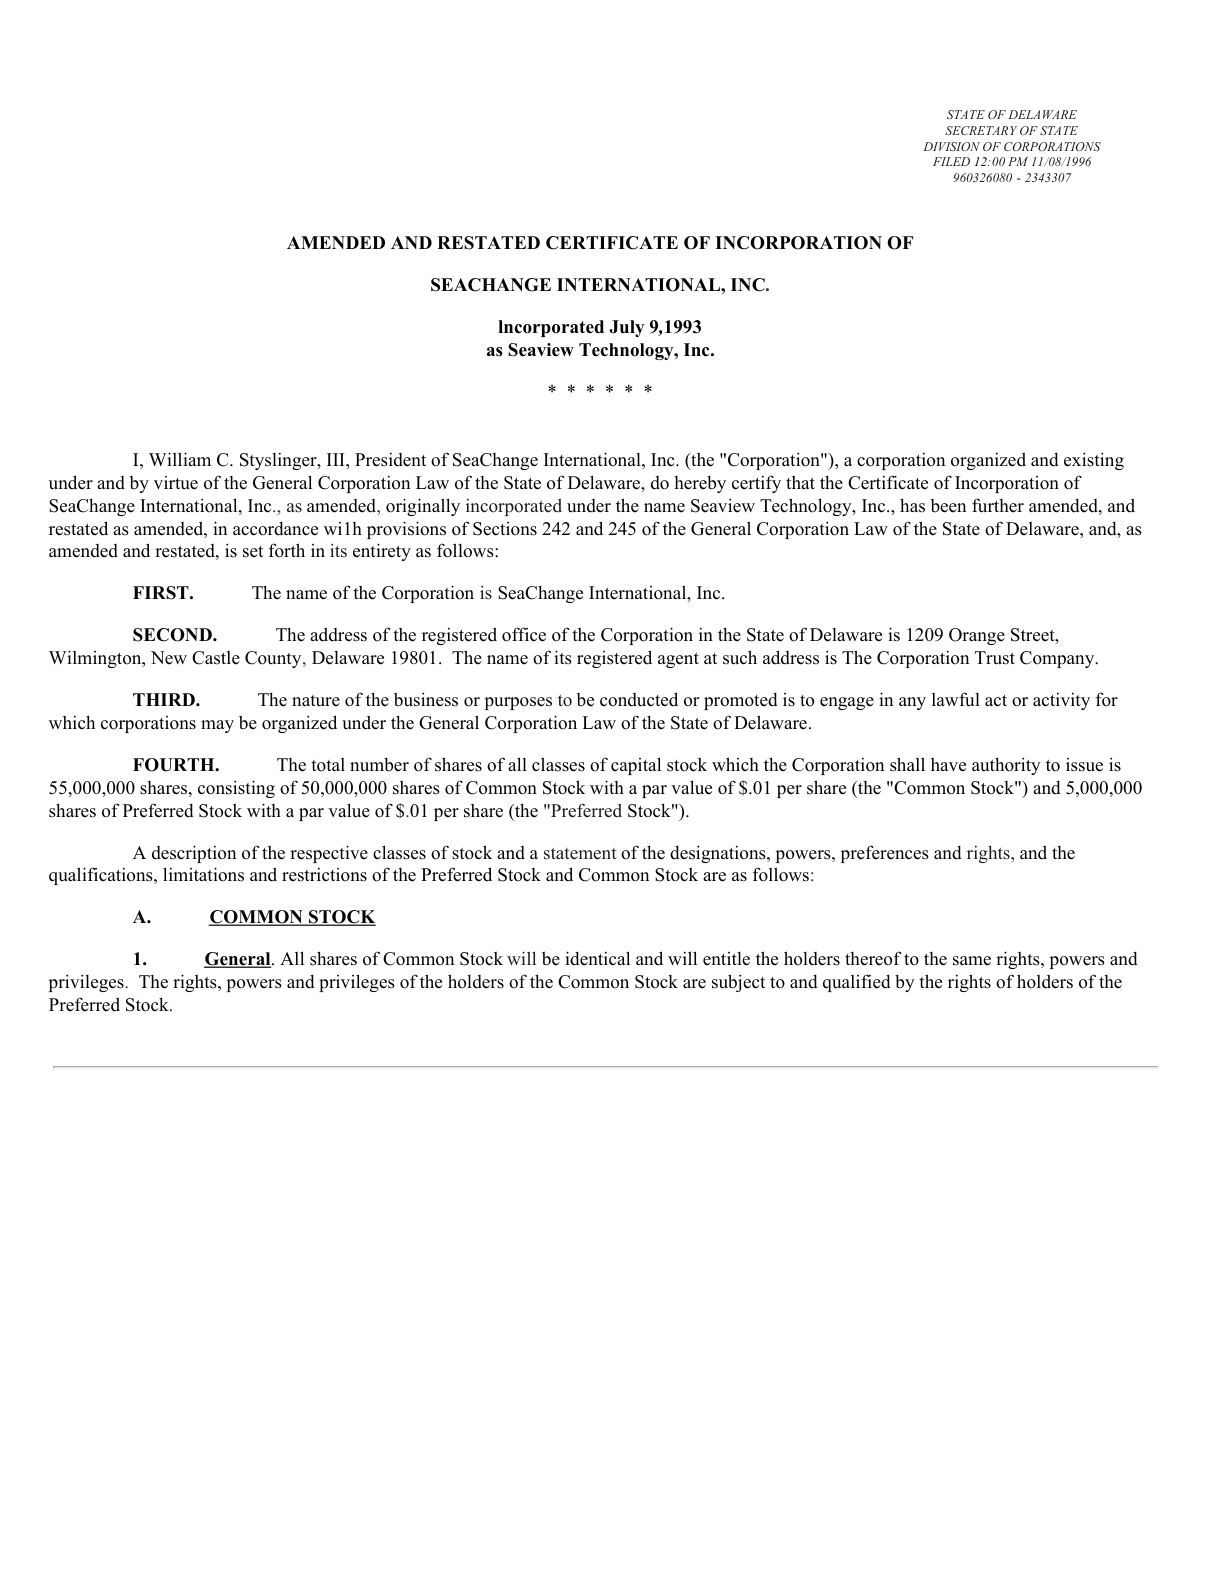 STATE OF DELAWARE
SECRETARY OF STATE
DIVISION OF CORPORATIONS
FILED 12:00 PM 11/08/1996
960326080 - 2343307
AMENDED AND RESTATED CERTIFICATE OF INCORPORATION OF
SEACHANGE INTERNATIONAL, INC.
lncorporated July 9,1993
as Seaview Technology, Inc.
* * * * * *
I, William C. Styslinger, III, President of SeaChange International, Inc. (the "Corporation"), a corporation organized and existing
under and by virtue of the General Corporation Law of the State of Delaware, do hereby certify that the Certificate of Incorporation of
SeaChange International, Inc., as amended, originally incorporated under the name Seaview Technology, Inc., has been further amended, and
restated as amended, in accordance wi1h provisions of Sections 242 and 245 of the General Corporation Law of the State of Delaware, and, as
amended and restated, is set forth in its entirety as follows:
FIRST. The name of the Corporation is SeaChange International, Inc.
SECOND. The address of the registered office of the Corporation in the State of Delaware is 1209 Orange Street,
Wilmington, New Castle County, Delaware 19801. The name of its registered agent at such address is The Corporation Trust Company.
THIRD. The nature of the business or purposes to be conducted or promoted is to engage in any lawful act or activity for
which corporations may be organized under the General Corporation Law of the State of Delaware.
FOURTH. The total number of shares of all classes of capital stock which the Corporation shall have authority to issue is
55,000,000 shares, consisting of 50,000,000 shares of Common Stock with a par value of $.01 per share (the "Common Stock") and 5,000,000
shares of Preferred Stock with a par value of $.01 per share (the "Preferred Stock").
A description of the respective classes of stock and a statement of the designations, powers, preferences and rights, and the
qualifications, limitations and restrictions of the Preferred Stock and Common Stock are as follows:
A. COMMON STOCK
1. General. All shares of Common Stock will be identical and will entitle the holders thereof to the same rights, powers and
privileges. The rights, powers and privileges of the holders of the Common Stock are subject to and qualified by the rights of holders of the
Preferred Stock.